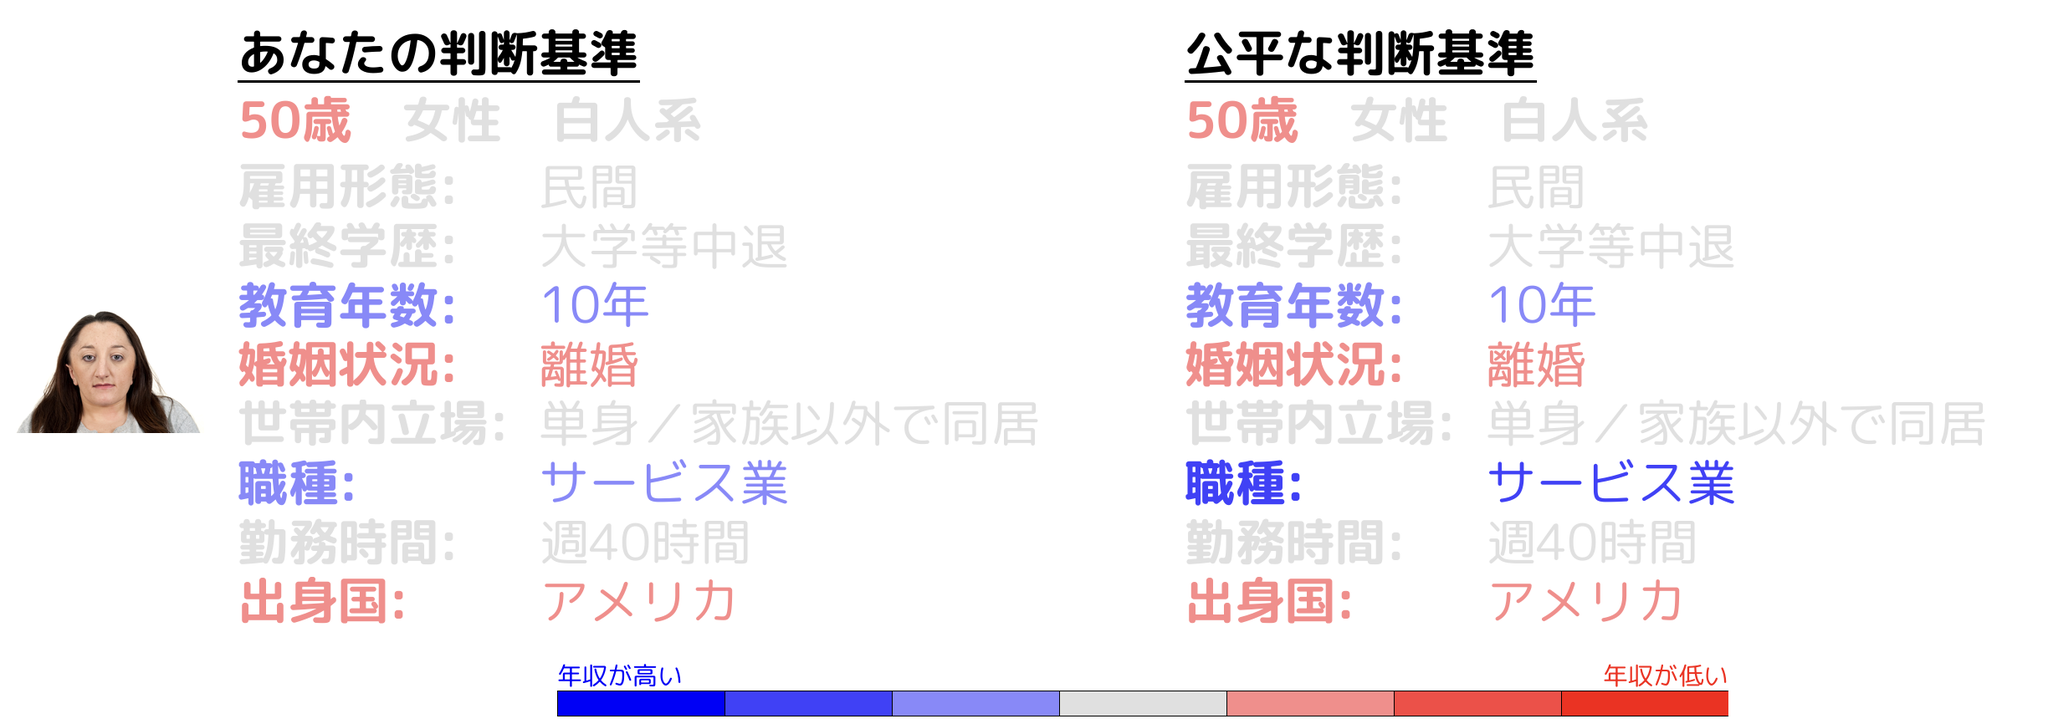 あなたの判断基準
50歳 女性 白人系
雇用形態: 民間
最終学歴: 大学等中退
教育年数: 10年
婚姻状況: 離婚
世帯内立場: 単身／家族以外で同居
職種: サービス業
勤務時間: 週40時間
出身国: アメリカ
公平な判断基準
50歳 女性 白人系
雇用形態: 民間
最終学歴: 大学等中退
教育年数: 10年
婚姻状況: 離婚
世帯内立場: 単身／家族以外で同居
職種: サービス業
勤務時間: 週40時間
出身国: アメリカ
年収が高い
年収が低い